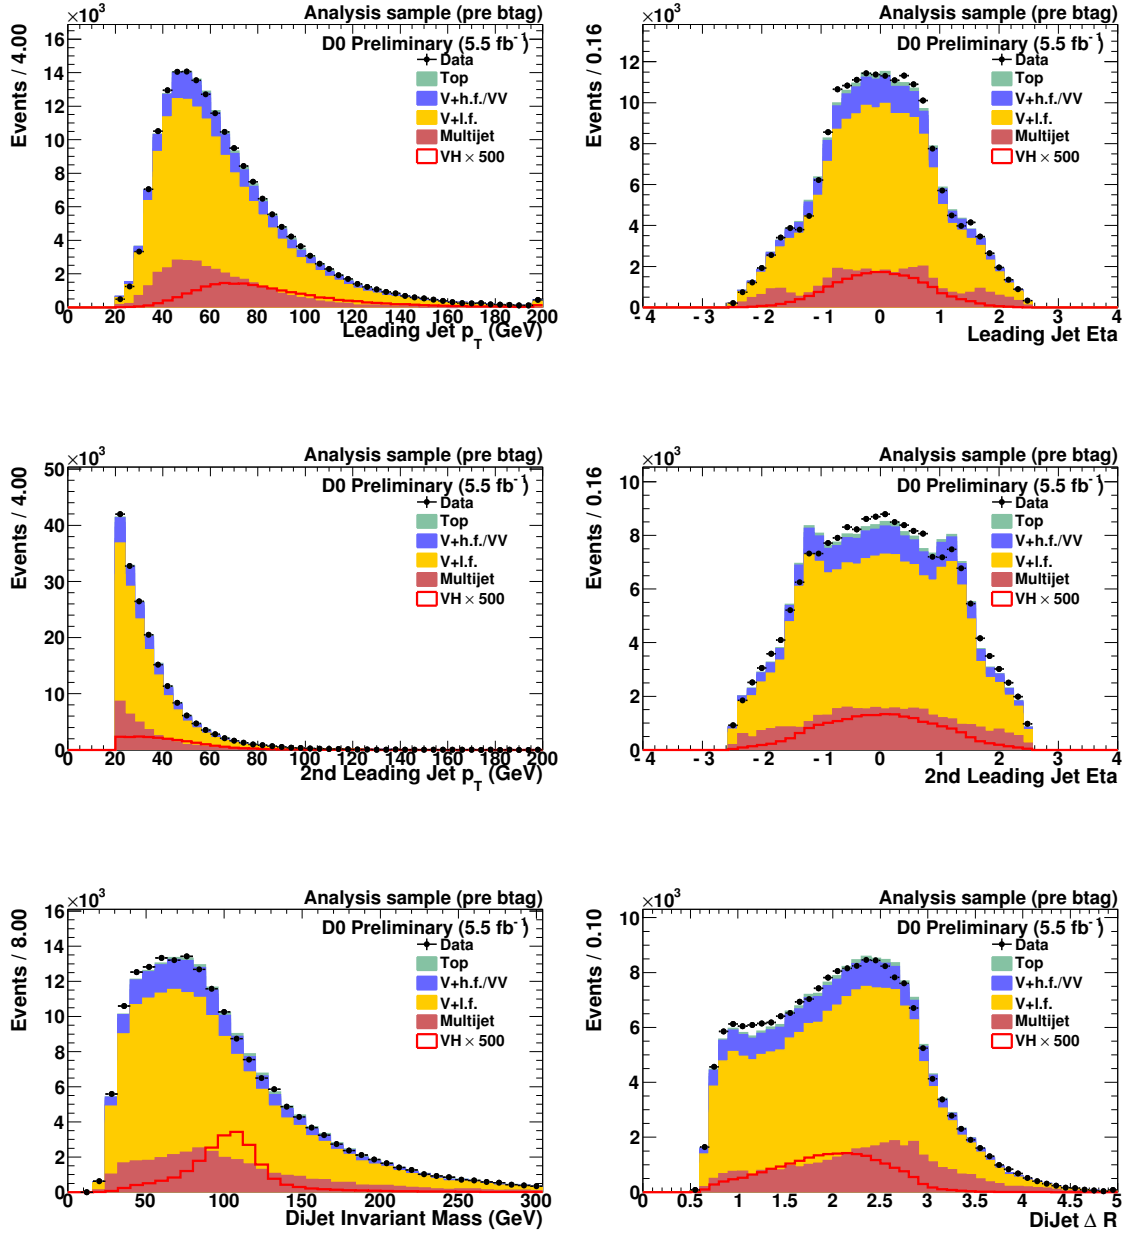 ×10³ Analysis sample (pre btag)
Events / 4.00
D0 Preliminary (5.5 fb⁻¹)
Data
Top
V+h.f./VV
V+l.f.
Multijet
VH × 500
16
14
12
10
8
6
4
2
0
0 20 40 60 80 100 120 140 160 180 200
Leading Jet p_T (GeV)
×10³ Analysis sample (pre btag)
Events / 0.16
D0 Preliminary (5.5 fb⁻¹)
Data
Top
V+h.f./VV
V+l.f.
Multijet
VH × 500
12
10
8
6
4
2
0
-4 -3 -2 -1 0 1 2 3 4
Leading Jet Eta
×10³ Analysis sample (pre btag)
Events / 4.00
D0 Preliminary (5.5 fb⁻¹)
Data
Top
V+h.f./VV
V+l.f.
Multijet
VH × 500
50
40
30
20
10
0
0 20 40 60 80 100 120 140 160 180 200
2nd Leading Jet p_T (GeV)
×10³ Analysis sample (pre btag)
Events / 0.16
D0 Preliminary (5.5 fb⁻¹)
Data
Top
V+h.f./VV
V+l.f.
Multijet
VH × 500
10
8
6
4
2
0
-4 -3 -2 -1 0 1 2 3 4
2nd Leading Jet Eta
×10³ Analysis sample (pre btag)
Events / 8.00
D0 Preliminary (5.5 fb⁻¹)
Data
Top
V+h.f./VV
V+l.f.
Multijet
VH × 500
16
14
12
10
8
6
4
2
0
0 50 100 150 200 250 300
DiJet Invariant Mass (GeV)
×10³ Analysis sample (pre btag)
Events / 0.10
D0 Preliminary (5.5 fb⁻¹)
Data
Top
V+h.f./VV
V+l.f.
Multijet
VH × 500
10
8
6
4
2
0
0 0.5 1 1.5 2 2.5 3 3.5 4 4.5 5
DiJet Δ R